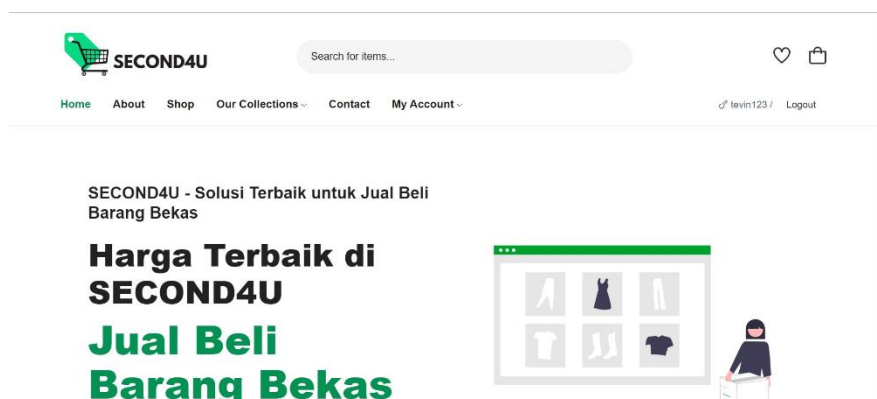 SECOND4U
Search for items...
Home About Shop Our Collections Contact My Account
tevin123 / Logout
SECOND4U - Solusi Terbaik untuk Jual Beli
Barang Bekas
Harga Terbaik di
SECOND4U
Jual Beli
Barang Bekas